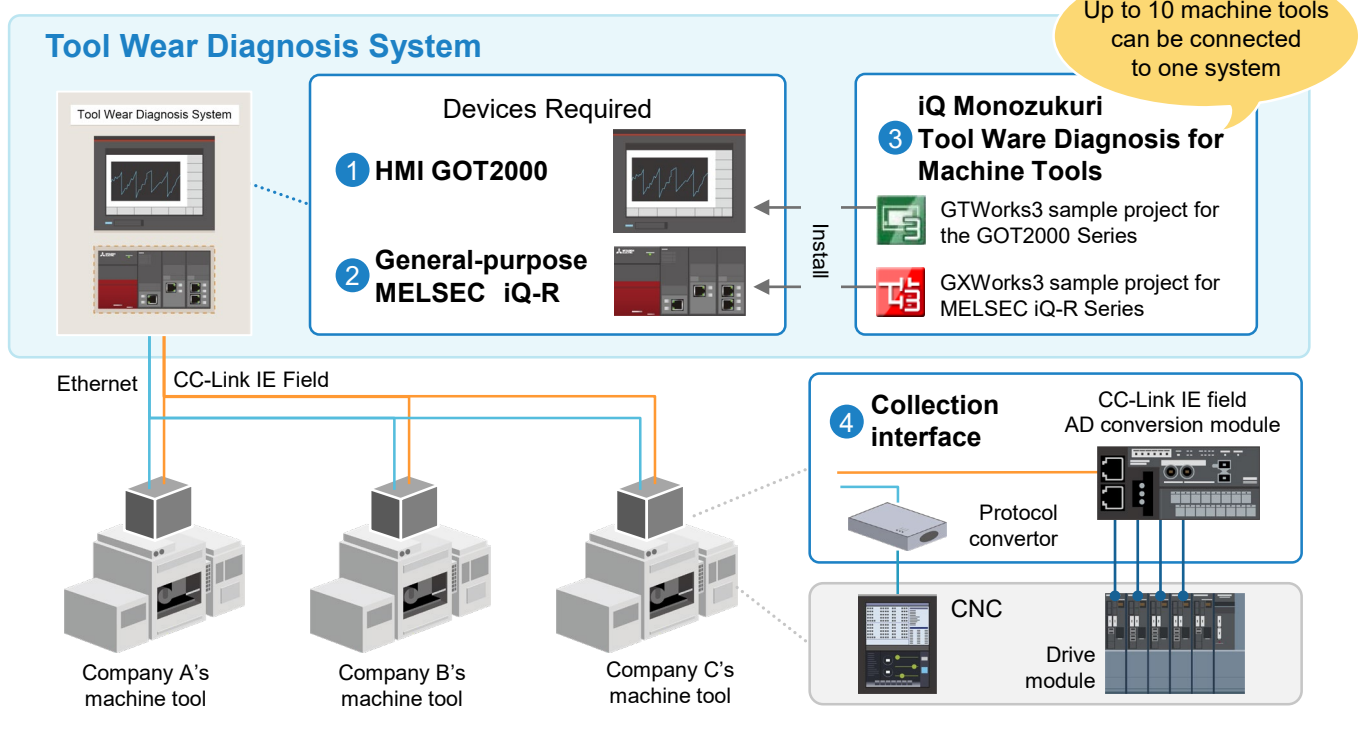 Up to 10 machine tools
can be connected
to one system
Tool Wear Diagnosis System
Tool Wear Diagnosis System
Devices Required
1 HMI GOT2000
2 General-purpose
MELSEC iQ-R
3 iQ Monozukuri
Tool Ware Diagnosis for
Machine Tools
GTWorks3 sample project for
the GOT2000 Series
GXWorks3 sample project for
MELSEC iQ-R Series
Install
Ethernet
CC-Link IE Field
4 Collection
interface
CC-Link IE field
AD conversion module
Protocol
convertor
CNC
Drive
module
Company A's
machine tool
Company B's
machine tool
Company C's
machine tool